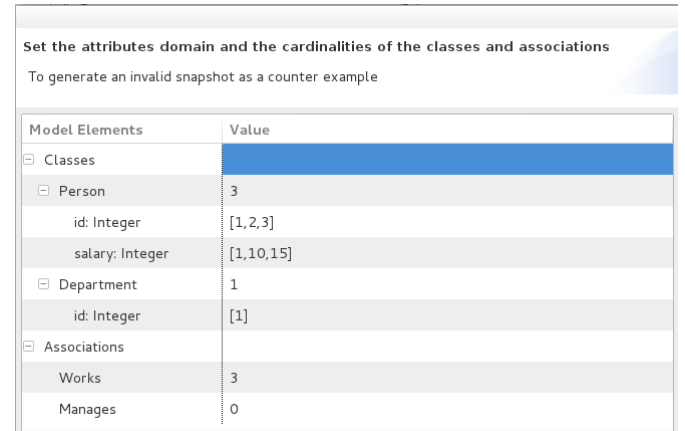 Set the attributes domain and the cardinalities of the classes and associations
To generate an invalid snapshot as a counter example
Model Elements Value
Classes
Person 3
id: Integer [1,2,3]
salary: Integer [1,10,15]
Department 1
id: Integer [1]
Associations
Works 3
Manages 0